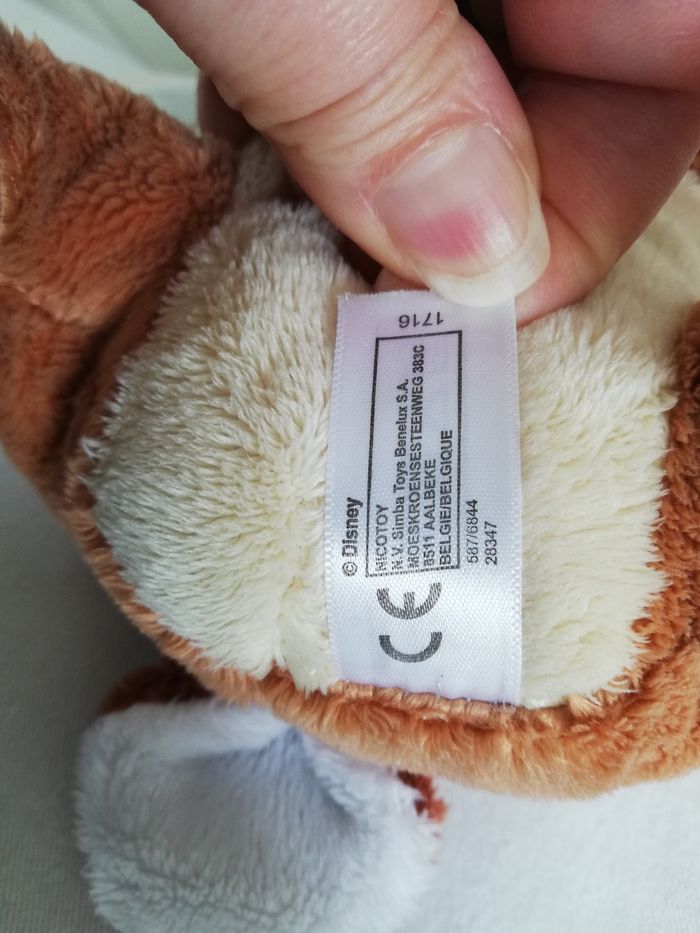 © Disney
NICOTOY
N.V. Simba Toys Benelux S.A.
MOESKROENSESTEENWEG 383C
8511 AALBEKE
BELGIE/BELGIQUE
587/6844
28347
CE
1716